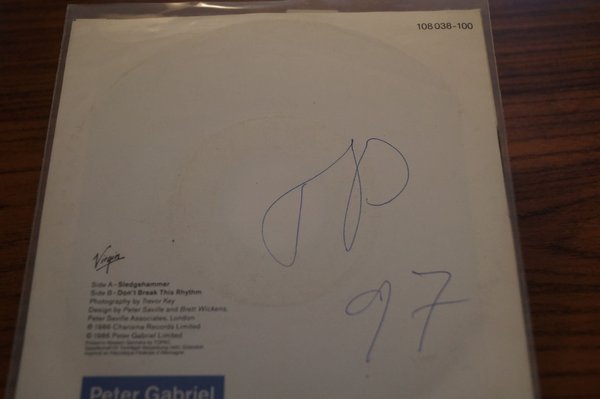 108 038-100
Virgin
Side A - Sledgehammer
Side B - Don't Break This Rhythm
Photography by Trevor Key
Design by Peter Saville and Brett Wickens,
Peter Saville Associates, London
℗ 1986 Charisma Records Limited
© 1986 Peter Gabriel Limited
97
Peter Gabriel